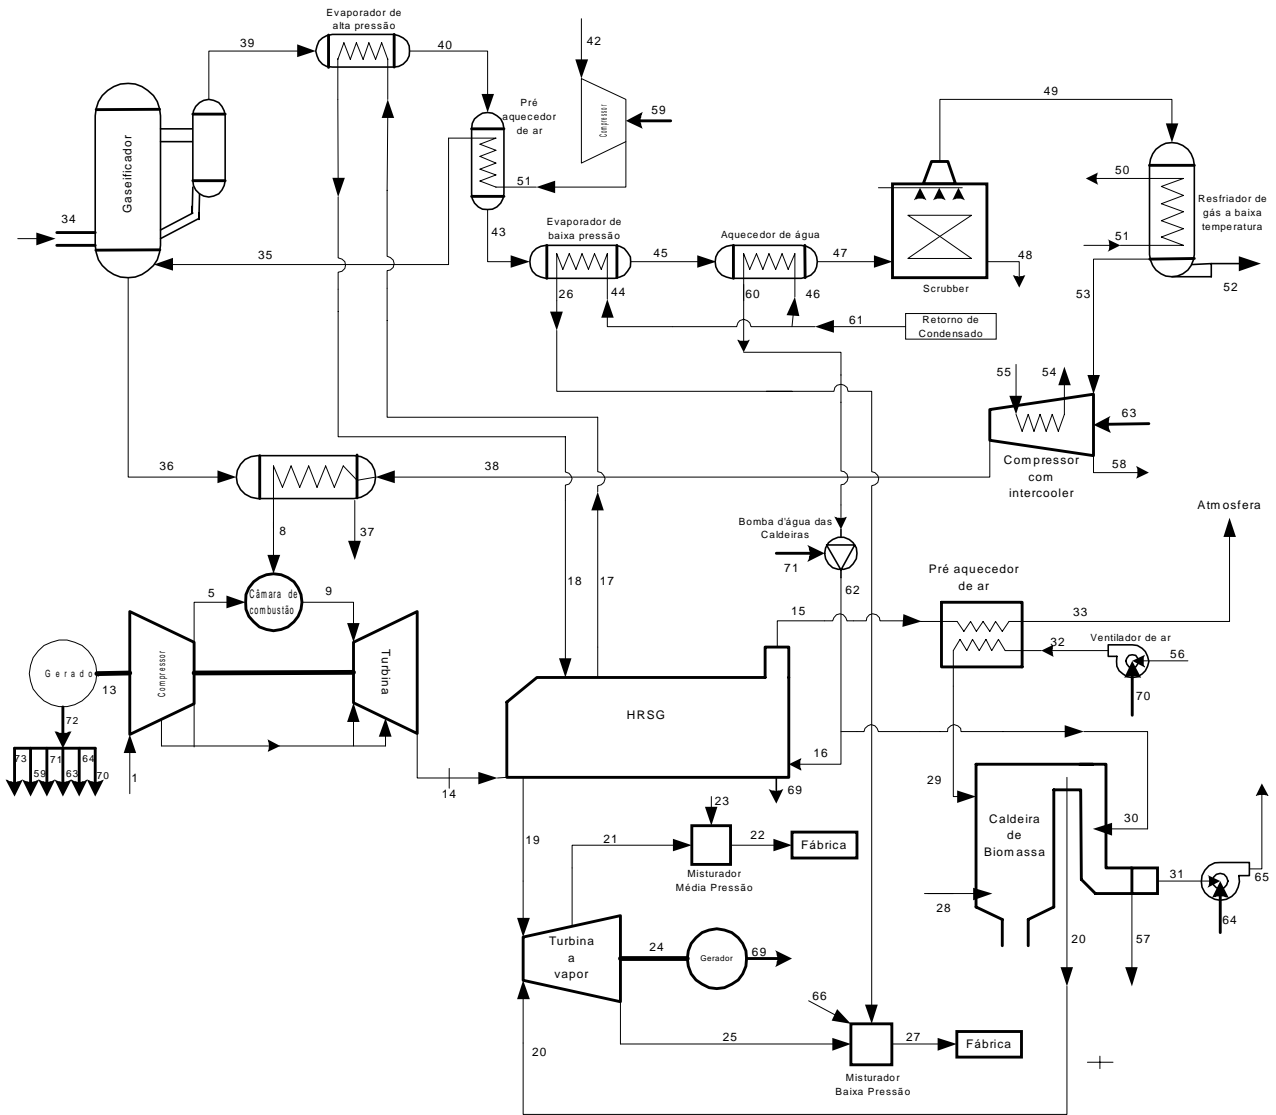 Evaporador de
alta pressão
39
40
42
Pré
aquecedor
de ar
Compressor
59
49
Gaseificador
51
50
Resfriador de
gás a baixa
temperatura
51
34
Evaporador de
baixa pressão
Aquecedor de água
43
45
47
48
35
26
44
60
46
Scrubber
52
53
61
Retorno de
Condensado
55
54
63
36
38
Compressor
com
intercooler
58
Atmosfera
8
37
Bomba d'água das
Caldeiras
71
Pré aquecedor
de ar
18
17
62
5
Câmara de
combustão
9
15
33
32
Ventilador de ar
56
70
Gerado
13
Compressor
Turbina
HRSG
72
73
59
71
63
64
70
1
14
16
69
29
30
Caldeira
de
Biomassa
23
19
21
22
Fábrica
Misturador
Média Pressão
28
31
65
64
20
57
Turbina
a
vapor
24
Gerador
69
66
20
25
27
Fábrica
Misturador
Baixa Pressão